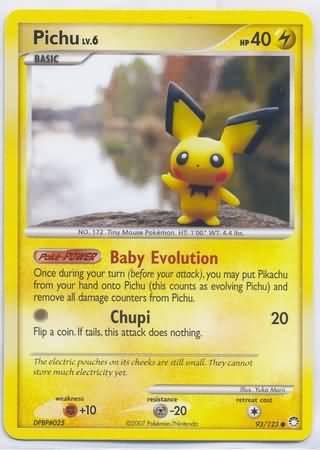 Pichu LV.6 HP 40
BASIC
NO. 172 Tiny Mouse Pokémon. HT: 1'00" WT: 4.4 lbs.
Poké-POWER Baby Evolution
Once during your turn (before your attack), you may put Pikachu
from your hand onto Pichu (this counts as evolving Pichu) and
remove all damage counters from Pichu.
Chupi 20
Flip a coin. If tails, this attack does nothing.
The electric pouches on its cheeks are still small. They cannot
store much electricity yet.
Illus. Yuka Morii
weakness resistance retreat cost
+10 -20
DPBP#025 ©2007 Pokémon/Nintendo 93/123